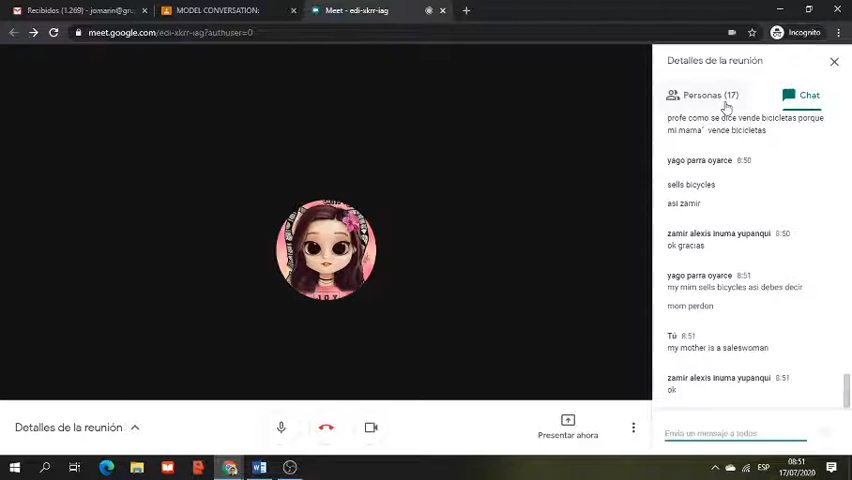 Recibidos (1.269) - jomarin@gru
MODEL CONVERSATION:
Meet - edi-xkrr-iag
meet.google.com/edi-xkrr-iag?authuser=0
Incognito
Detalles de la reunión
Personas (17)
Chat
profe como se dice vende bicicletas porque
mi mama´ vende bicicletas
yago parra oyarce 8:50
sells bicycles
asi zamir
zamir alexis inuma yupanqui 8:50
ok gracias
yago parra oyarce 8:51
my mim sells bicycles asi debes decir
mom perdon
Tú 8:51
my mother is a saleswoman
zamir alexis inuma yupanqui 8:51
ok
Envía un mensaje a todos
Detalles de la reunión
Presentar ahora
ESP
08:51
17/07/2020